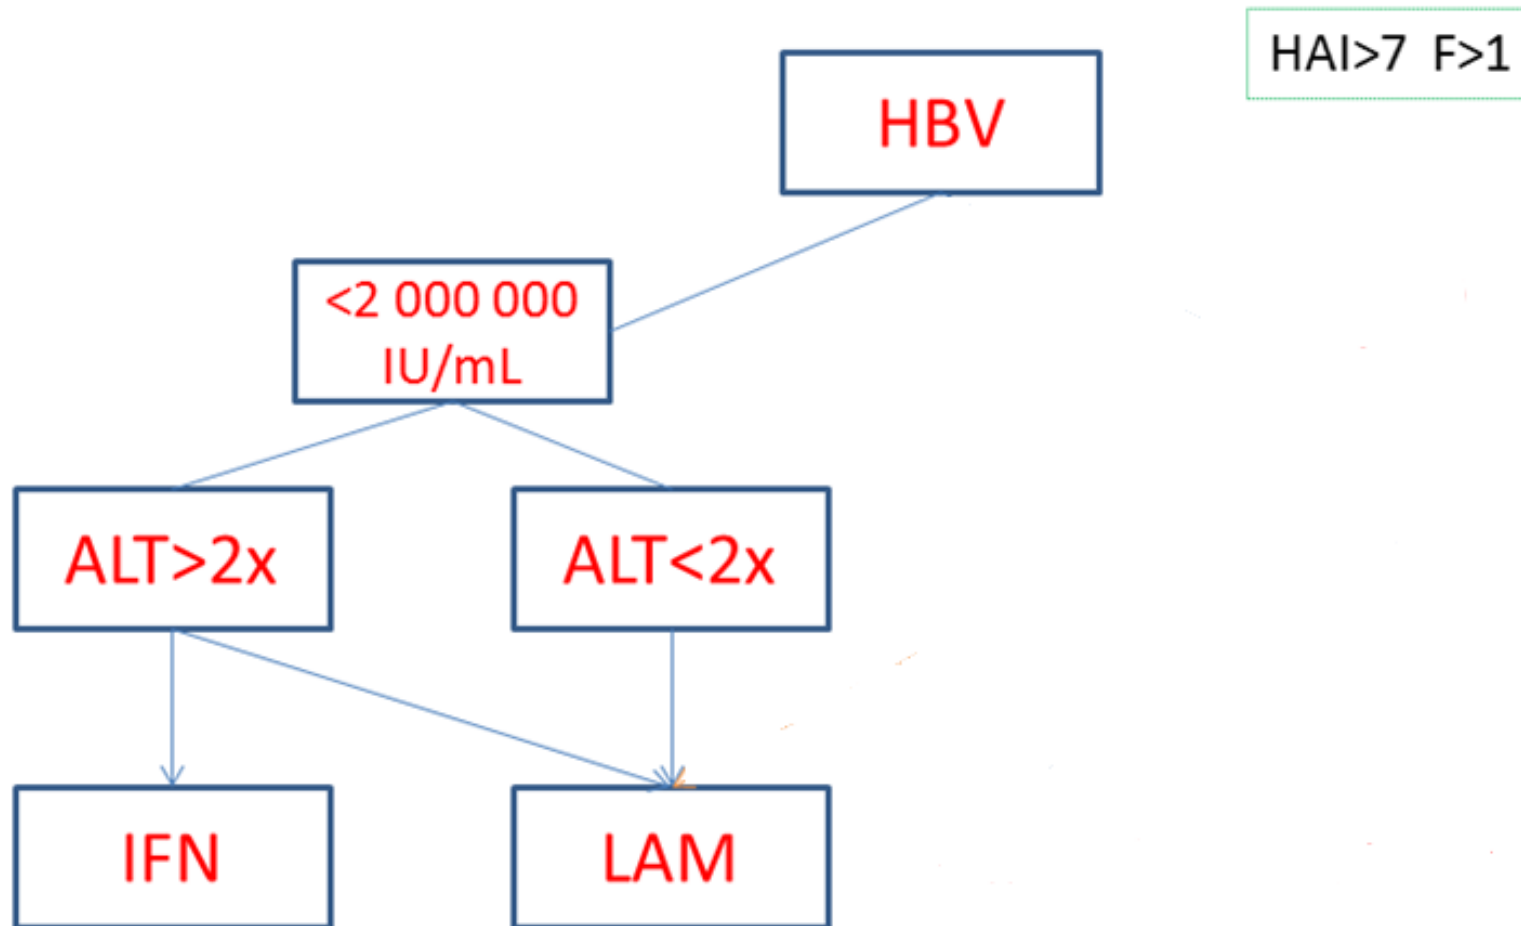 HAI>7 F>1
HBV
<2 000 000
IU/mL
ALT>2x
ALT<2x
IFN
LAM